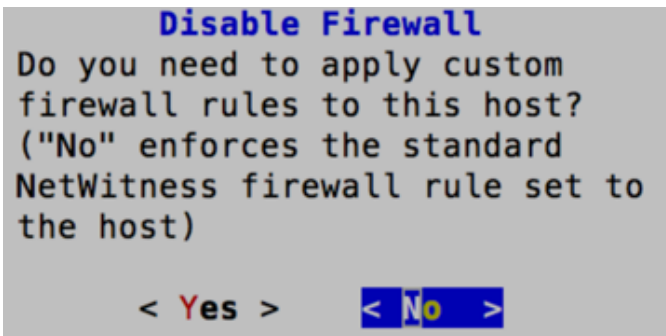 Disable Firewall
Do you need to apply custom
firewall rules to this host?
("No" enforces the standard
NetWitness firewall rule set to
the host)
< Yes > < No >